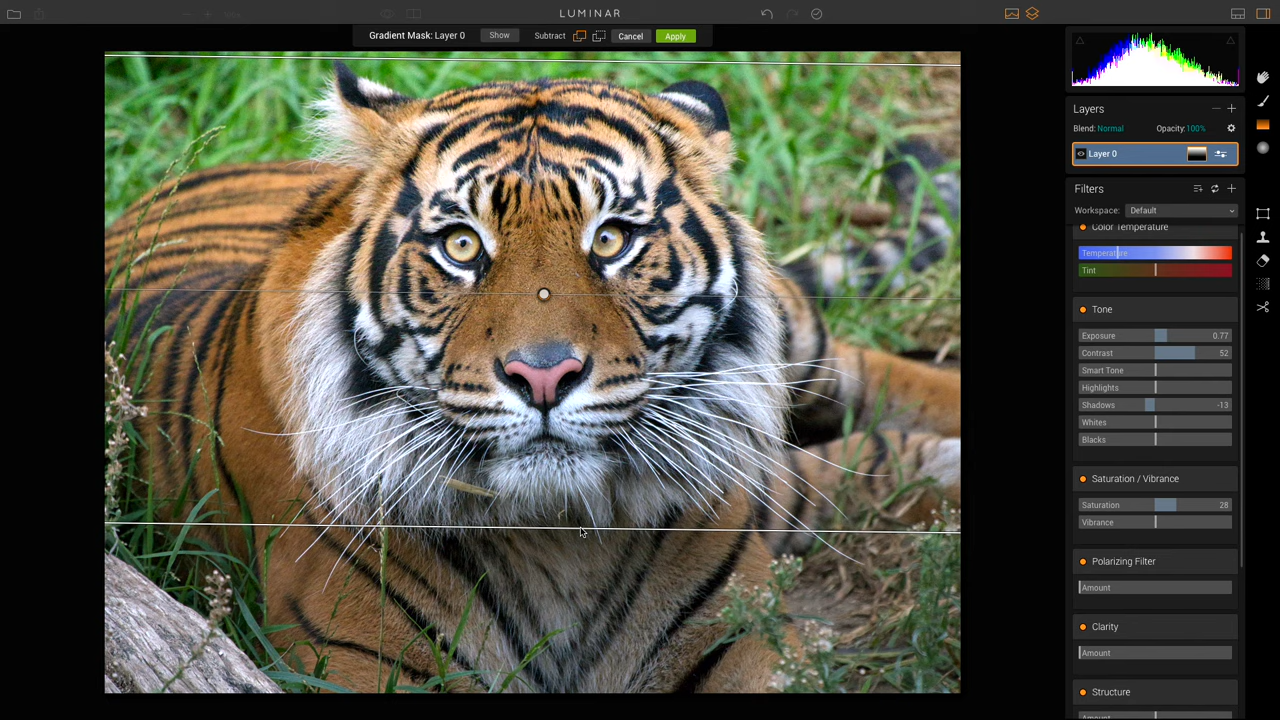 LUMINAR
Gradient Mask: Layer 0 Show Subtract Cancel Apply
Layers
Blend: Normal Opacity: 100%
Layer 0
Filters
Workspace: Default
Color Temperature
Temperature
Tint
Tone
Exposure 0.77
Contrast 52
Smart Tone
Highlights
Shadows -13
Whites
Blacks
Saturation / Vibrance
Saturation 28
Vibrance
Polarizing Filter
Amount
Clarity
Amount
Structure
Amount